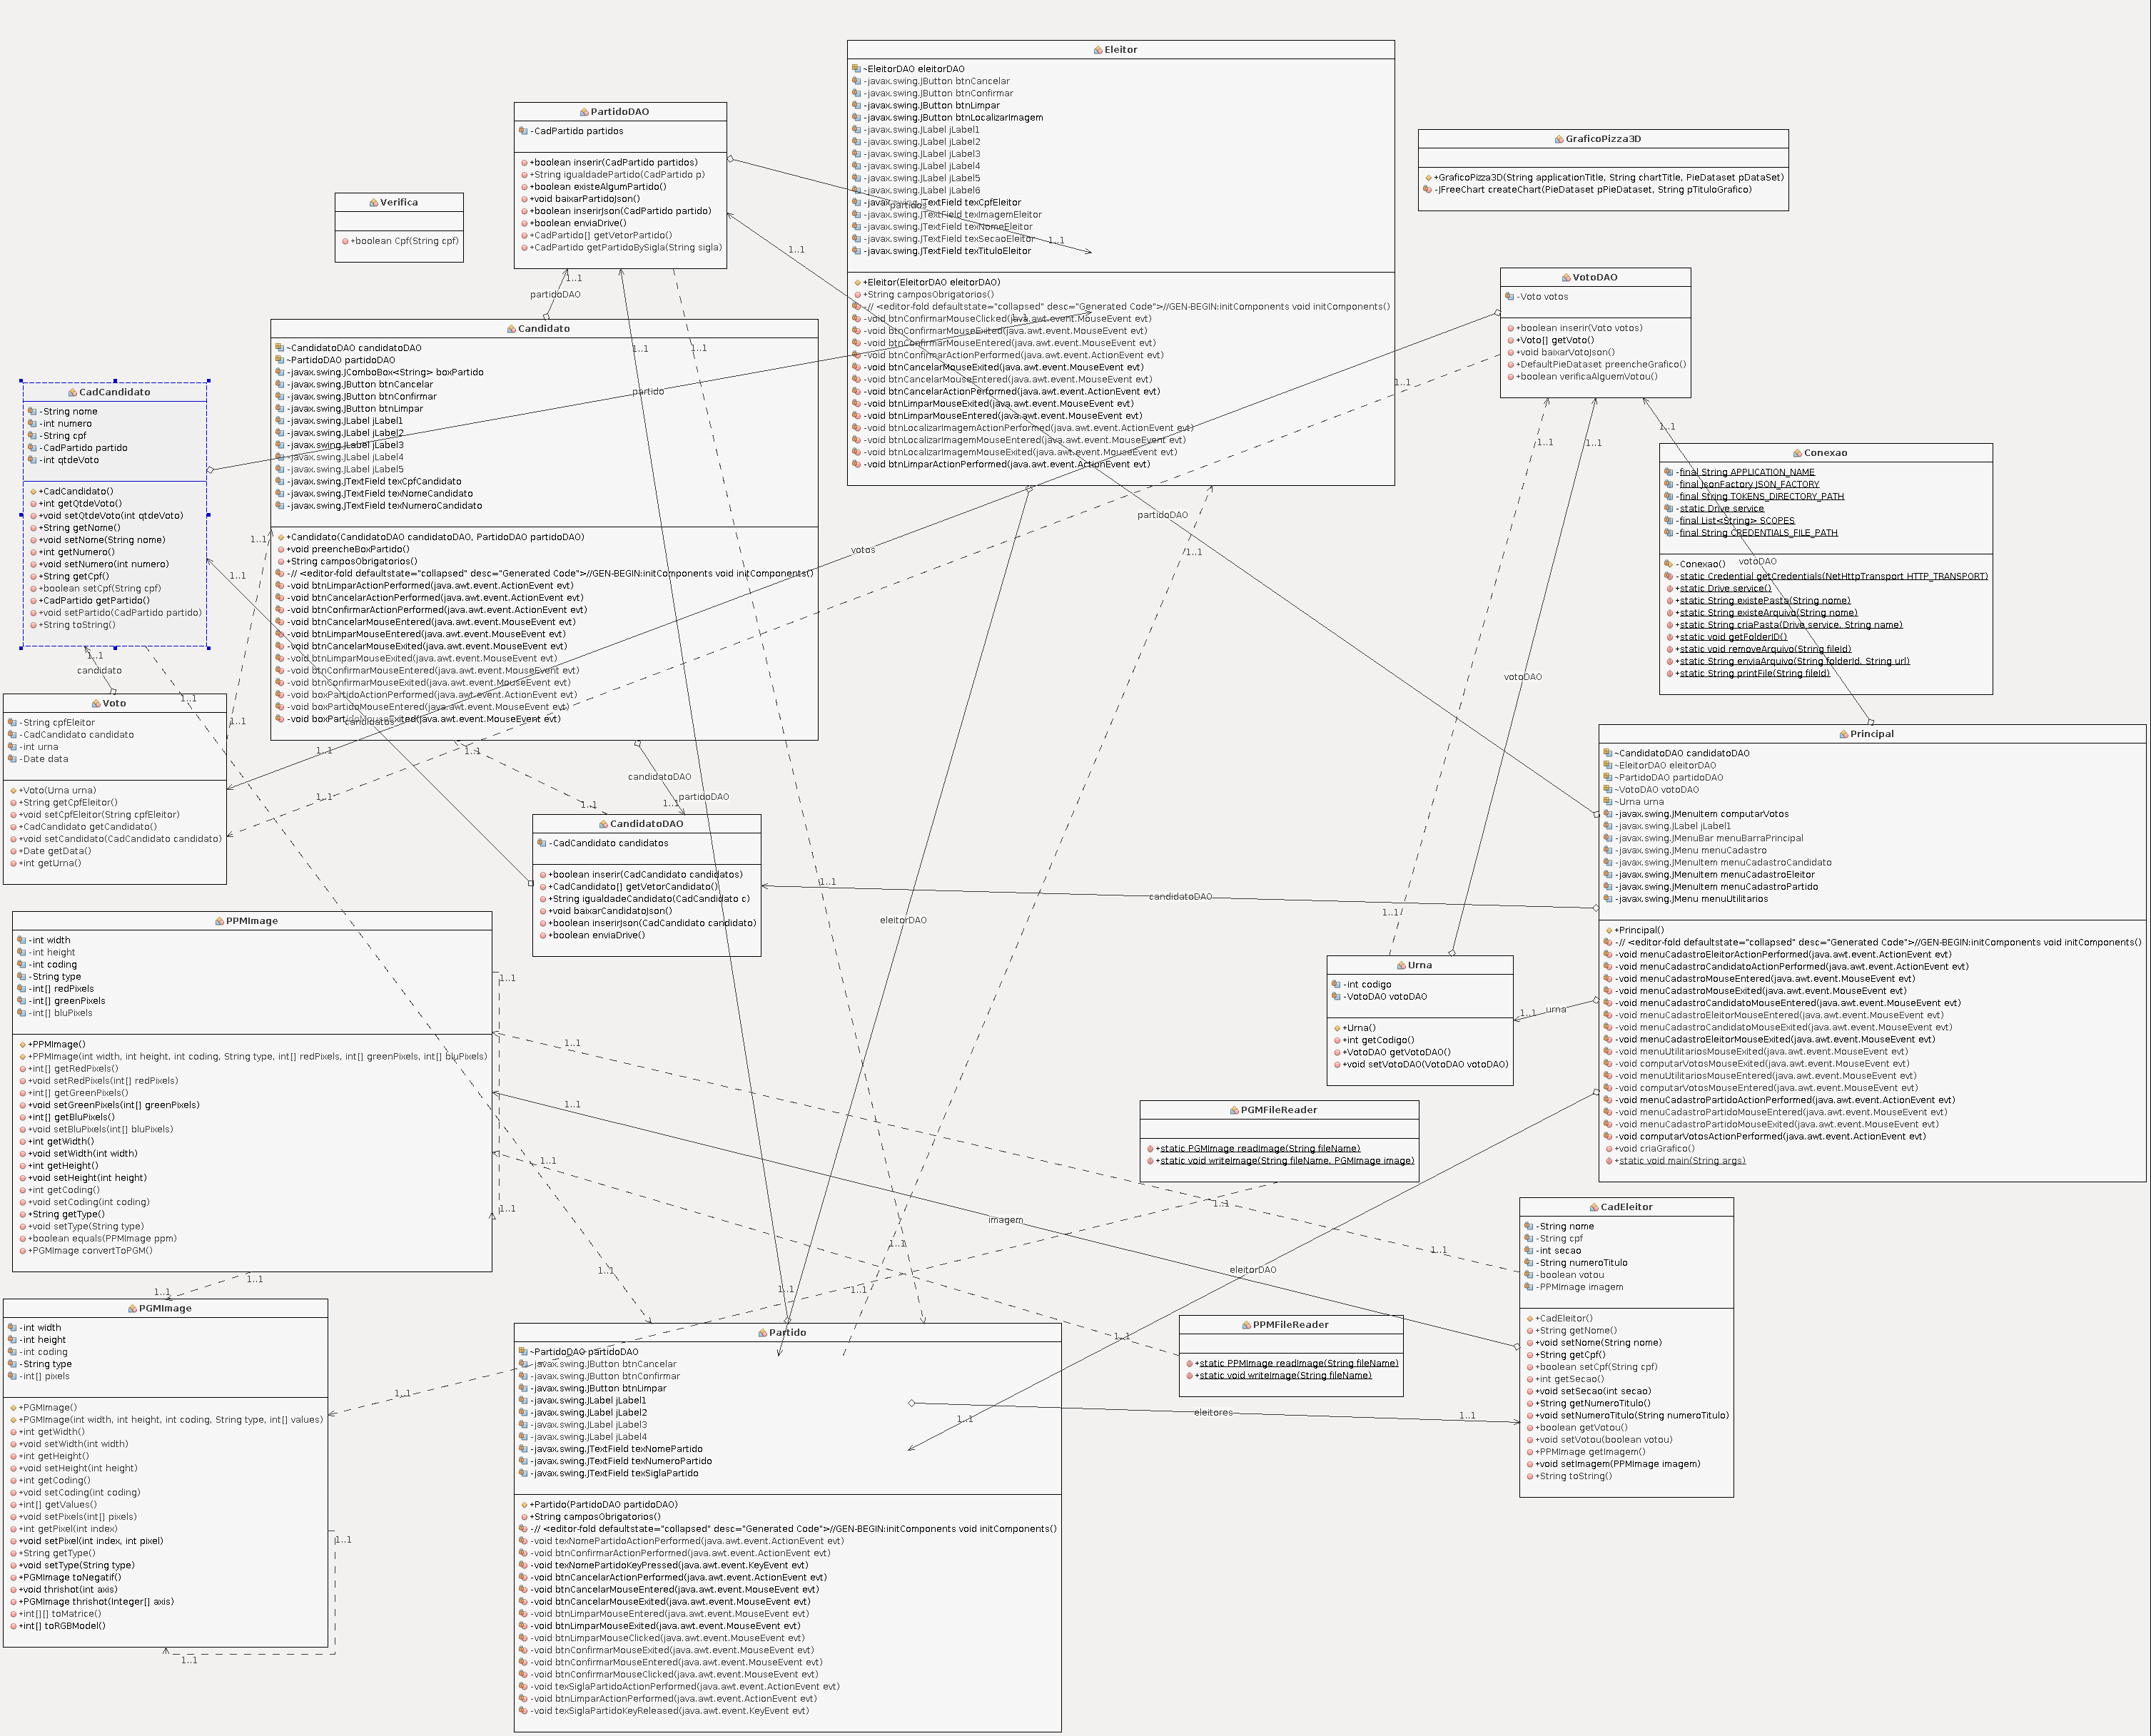 Eleitor
~EleitorDAO eleitorDAO
-javax.swing.JButton btnCancelar
-javax.swing.JButton btnConfirmar
-javax.swing.JButton btnLimpar
-javax.swing.JButton btnLocalizarImagem
-javax.swing.JLabel jLabel1
-javax.swing.JLabel jLabel2
-javax.swing.JLabel jLabel3
-javax.swing.JLabel jLabel4
-javax.swing.JLabel jLabel5
-javax.swing.JLabel jLabel6
-javax.swing.JTextField texCpfEleitor
-javax.swing.JTextField texImagemEleitor
-javax.swing.JTextField texNomeEleitor
-javax.swing.JTextField texSecaoEleitor
-javax.swing.JTextField texTituloEleitor
+Eleitor(EleitorDAO eleitorDAO)
+String camposObrigatorios()
-// <editor-fold defaultstate="collapsed" desc="Generated Code">//GEN-BEGIN:initComponents void initComponents()
-void btnConfirmarMouseClicked(java.awt.event.MouseEvent evt)
-void btnConfirmarMouseExited(java.awt.event.MouseEvent evt)
-void btnConfirmarMouseEntered(java.awt.event.MouseEvent evt)
-void btnConfirmarActionPerformed(java.awt.event.ActionEvent evt)
-void btnCancelarMouseExited(java.awt.event.MouseEvent evt)
-void btnCancelarMouseEntered(java.awt.event.MouseEvent evt)
-void btnCancelarActionPerformed(java.awt.event.ActionEvent evt)
-void btnLimparMouseExited(java.awt.event.MouseEvent evt)
-void btnLimparMouseEntered(java.awt.event.MouseEvent evt)
-void btnLocalizarImagemActionPerformed(java.awt.event.ActionEvent evt)
-void btnLocalizarImagemMouseEntered(java.awt.event.MouseEvent evt)
-void btnLocalizarImagemMouseExited(java.awt.event.MouseEvent evt)
-void btnLimparActionPerformed(java.awt.event.ActionEvent evt)
PartidoDAO
-CadPartido partidos
+boolean inserir(CadPartido partidos)
+String igualdadePartido(CadPartido p)
+boolean existeAlgumPartido()
+void baixarPartidoJson()
+boolean inserirJson(CadPartido partido)
+boolean enviaDrive()
+CadPartido[] getVetorPartido()
+CadPartido getPartidoBySigla(String sigla)
GraficoPizza3D
+GraficoPizza3D(String applicationTitle, String chartTitle, PieDataset pDataSet)
-JFreeChart createChart(PieDataset pPieDataset, String pTituloGrafico)
Verifica
+boolean Cpf(String cpf)
partidos
1..1
1..1
VotoDAO
-Voto votos
+boolean inserir(Voto votos)
+Voto[] getVoto()
+void baixarVotoJson()
+DefaultPieDataset preencheGrafico()
+boolean verificaAlguemVotou()
1..1
partidoDAO
1..1
Candidato
~CandidatoDAO candidatoDAO
~PartidoDAO partidoDAO
-javax.swing.JComboBox<String> boxPartido
-javax.swing.JButton btnCancelar
-javax.swing.JButton btnConfirmar
-javax.swing.JButton btnLimpar
-javax.swing.JLabel jLabel1
-javax.swing.JLabel jLabel2
-javax.swing.JLabel jLabel3
-javax.swing.JLabel jLabel4
-javax.swing.JLabel jLabel5
-javax.swing.JTextField texCpfCandidato
-javax.swing.JTextField texNomeCandidato
-javax.swing.JTextField texNumeroCandidato
+Candidato(CandidatoDAO candidatoDAO, PartidoDAO partidoDAO)
+void preencheBoxPartido()
+String camposObrigatorios()
-// <editor-fold defaultstate="collapsed" desc="Generated Code">//GEN-BEGIN:initComponents void initComponents()
-void btnLimparActionPerformed(java.awt.event.ActionEvent evt)
-void btnCancelarActionPerformed(java.awt.event.ActionEvent evt)
-void btnConfirmarActionPerformed(java.awt.event.ActionEvent evt)
-void btnCancelarMouseEntered(java.awt.event.MouseEvent evt)
-void btnLimparMouseEntered(java.awt.event.MouseEvent evt)
-void btnCancelarMouseExited(java.awt.event.MouseEvent evt)
-void btnLimparMouseExited(java.awt.event.MouseEvent evt)
-void btnConfirmarMouseEntered(java.awt.event.MouseEvent evt)
-void btnConfirmarMouseExited(java.awt.event.MouseEvent evt)
-void boxPartidoActionPerformed(java.awt.event.ActionEvent evt)
-void boxPartidoMouseEntered(java.awt.event.MouseEvent evt)
-void boxPartidoMouseExited(java.awt.event.MouseEvent evt)
1..1
1..1
partido
1..1
CadCandidato
-String nome
-int numero
-String cpf
-CadPartido partido
-int qtdeVoto
+CadCandidato()
+int getQtdeVoto()
+void setQtdeVoto(int qtdeVoto)
+String getNome()
+void setNome(String nome)
+int getNumero()
+void setNumero(int numero)
+String getCpf()
+boolean setCpf(String cpf)
+CadPartido getPartido()
+void setPartido(CadPartido partido)
+String toString()
1..1
1..1
1..1
1..1
1..1
Conexao
-final String APPLICATION_NAME
-final JsonFactory JSON_FACTORY
-final String TOKENS_DIRECTORY_PATH
-static Drive service
-final List<String> SCOPES
-final String CREDENTIALS_FILE_PATH
-Conexao()
-static Credential getCredentials(NetHttpTransport HTTP_TRANSPORT)
+static Drive service()
+static String existePasta(String nome)
+static String existeArquivo(String nome)
+static String criaPasta(Drive service, String name)
+static void getFolderID()
+static void removeArquivo(String fileId)
+static String enviaArquivo(String folderId, String url)
+static String printFile(String fileId)
partidoDAO
votos
1..1
votoDAO
votoDAO
1..1
candidato
1..1
1..1
Voto
-String cpfEleitor
-CadCandidato candidato
-int urna
-Date data
+Voto(Urna urna)
+String getCpfEleitor()
+void setCpfEleitor(String cpfEleitor)
+CadCandidato getCandidato()
+void setCandidato(CadCandidato candidato)
+Date getData()
+int getUrna()
candidatos
1..1
1..1
1..1
candidatoDAO
1..1
1..1
partidoDAO
CandidatoDAO
-CadCandidato candidatos
+boolean inserir(CadCandidato candidatos)
+CadCandidato[] getVetorCandidato()
+String igualdadeCandidato(CadCandidato c)
+void baixarCandidatoJson()
+boolean inserirJson(CadCandidato candidato)
+boolean enviaDrive()
Principal
~CandidatoDAO candidatoDAO
~EleitorDAO eleitorDAO
~PartidoDAO partidoDAO
~VotoDAO votoDAO
~Urna urna
-javax.swing.JMenuItem computarVotos
-javax.swing.JLabel jLabel1
-javax.swing.JMenuBar menuBarraPrincipal
-javax.swing.JMenu menuCadastro
-javax.swing.JMenuItem menuCadastroCandidato
-javax.swing.JMenuItem menuCadastroEleitor
-javax.swing.JMenuItem menuCadastroPartido
-javax.swing.JMenu menuUtilitarios
+Principal()
-// <editor-fold defaultstate="collapsed" desc="Generated Code">//GEN-BEGIN:initComponents void initComponents()
-void menuCadastroEleitorActionPerformed(java.awt.event.ActionEvent evt)
-void menuCadastroCandidatoActionPerformed(java.awt.event.ActionEvent evt)
-void menuCadastroMouseEntered(java.awt.event.MouseEvent evt)
-void menuCadastroMouseExited(java.awt.event.MouseEvent evt)
-void menuCadastroCandidatoMouseEntered(java.awt.event.MouseEvent evt)
-void menuCadastroEleitorMouseEntered(java.awt.event.MouseEvent evt)
-void menuCadastroCandidatoMouseExited(java.awt.event.MouseEvent evt)
-void menuCadastroEleitorMouseExited(java.awt.event.MouseEvent evt)
-void menuUtilitariosMouseExited(java.awt.event.MouseEvent evt)
-void computarVotosMouseExited(java.awt.event.MouseEvent evt)
-void menuUtilitariosMouseEntered(java.awt.event.MouseEvent evt)
-void computarVotosMouseEntered(java.awt.event.MouseEvent evt)
-void menuCadastroPartidoActionPerformed(java.awt.event.ActionEvent evt)
-void menuCadastroPartidoMouseEntered(java.awt.event.MouseEvent evt)
-void menuCadastroPartidoMouseExited(java.awt.event.MouseEvent evt)
-void computarVotosActionPerformed(java.awt.event.ActionEvent evt)
+void criaGrafico()
+static void main(String args)
1..1
candidatoDAO
1..1
eleitorDAO
PPMImage
-int width
-int height
-int coding
-String type
-int[] redPixels
-int[] greenPixels
-int[] bluPixels
+PPMImage()
+PPMImage(int width, int height, int coding, String type, int[] redPixels, int[] greenPixels, int[] bluPixels)
+int[] getRedPixels()
+void setRedPixels(int[] redPixels)
+int[] getGreenPixels()
+void setGreenPixels(int[] greenPixels)
+int[] getBluPixels()
+void setBluPixels(int[] bluPixels)
+int getWidth()
+void setWidth(int width)
+int getHeight()
+void setHeight(int height)
+int getCoding()
+void setCoding(int coding)
+String getType()
+void setType(String type)
+boolean equals(PPMImage ppm)
+PGMImage convertToPGM()
1..1
Urna
-int codigo
-VotoDAO votoDAO
+Urna()
+int getCodigo()
+VotoDAO getVotoDAO()
+void setVotoDAO(VotoDAO votoDAO)
1..1
urna
1..1
1..1
PGMFileReader
+static PGMImage readImage(String fileName)
+static void writeImage(String fileName, PGMImage image)
1..1
1..1
1..1
imagem
1..1
1..1
eleitorDAO
1..1
1..1
1..1
1..1
1..1
1..1
CadEleitor
-String nome
-String cpf
-int secao
-String numeroTitulo
-boolean votou
-PPMImage imagem
+CadEleitor()
+String getNome()
+void setNome(String nome)
+String getCpf()
+boolean setCpf(String cpf)
+int getSecao()
+void setSecao(int secao)
+String getNumeroTitulo()
+void setNumeroTitulo(String numeroTitulo)
+boolean getVotou()
+void setVotou(boolean votou)
+PPMImage getImagem()
+void setImagem(PPMImage imagem)
+String toString()
PGMImage
-int width
-int height
-int coding
-String type
-int[] pixels
+PGMImage()
+PGMImage(int width, int height, int coding, String type, int[] values)
+int getWidth()
+void setWidth(int width)
+int getHeight()
+void setHeight(int height)
+int getCoding()
+void setCoding(int coding)
+int[] getValues()
+void setPixels(int[] pixels)
+int getPixel(int index)
+void setPixel(int index, int pixel)
+String getType()
+void setType(String type)
+PGMImage toNegatif()
+void thrishot(int axis)
+PGMImage thrishot(Integer[] axis)
+int[][] toMatrice()
+int[] toRGBModel()
1..1
1..1
1..1
PPMFileReader
+static PPMImage readImage(String fileName)
+static void writeImage(String fileName)
1..1
Partido
~PartidoDAO partidoDAO
-javax.swing.JButton btnCancelar
-javax.swing.JButton btnConfirmar
-javax.swing.JButton btnLimpar
-javax.swing.JLabel jLabel1
-javax.swing.JLabel jLabel2
-javax.swing.JLabel jLabel3
-javax.swing.JLabel jLabel4
-javax.swing.JTextField texNomePartido
-javax.swing.JTextField texNumeroPartido
-javax.swing.JTextField texSiglaPartido
+Partido(PartidoDAO partidoDAO)
+String camposObrigatorios()
-// <editor-fold defaultstate="collapsed" desc="Generated Code">//GEN-BEGIN:initComponents void initComponents()
-void texNomePartidoActionPerformed(java.awt.event.ActionEvent evt)
-void btnConfirmarActionPerformed(java.awt.event.ActionEvent evt)
-void texNomePartidoKeyPressed(java.awt.event.KeyEvent evt)
-void btnCancelarActionPerformed(java.awt.event.ActionEvent evt)
-void btnCancelarMouseEntered(java.awt.event.MouseEvent evt)
-void btnCancelarMouseExited(java.awt.event.MouseEvent evt)
-void btnLimparMouseEntered(java.awt.event.MouseEvent evt)
-void btnLimparMouseExited(java.awt.event.MouseEvent evt)
-void btnLimparMouseClicked(java.awt.event.MouseEvent evt)
-void btnConfirmarMouseExited(java.awt.event.MouseEvent evt)
-void btnConfirmarMouseEntered(java.awt.event.MouseEvent evt)
-void btnConfirmarMouseClicked(java.awt.event.MouseEvent evt)
-void texSiglaPartidoActionPerformed(java.awt.event.ActionEvent evt)
-void btnLimparActionPerformed(java.awt.event.ActionEvent evt)
-void texSiglaPartidoKeyReleased(java.awt.event.KeyEvent evt)
1..1
eleitores
1..1
1..1
1..1
1..1